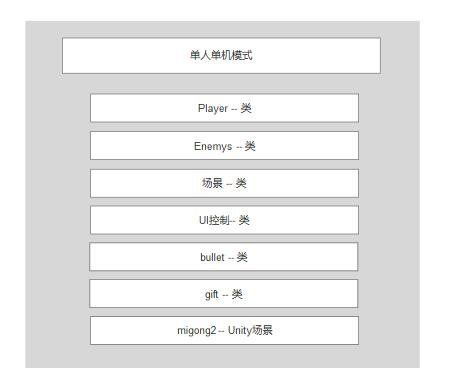 单人单机模式
Player -- 类
Enemys -- 类
场景 -- 类
UI控制-- 类
bullet -- 类
gift -- 类
migong2 -- Unity场景